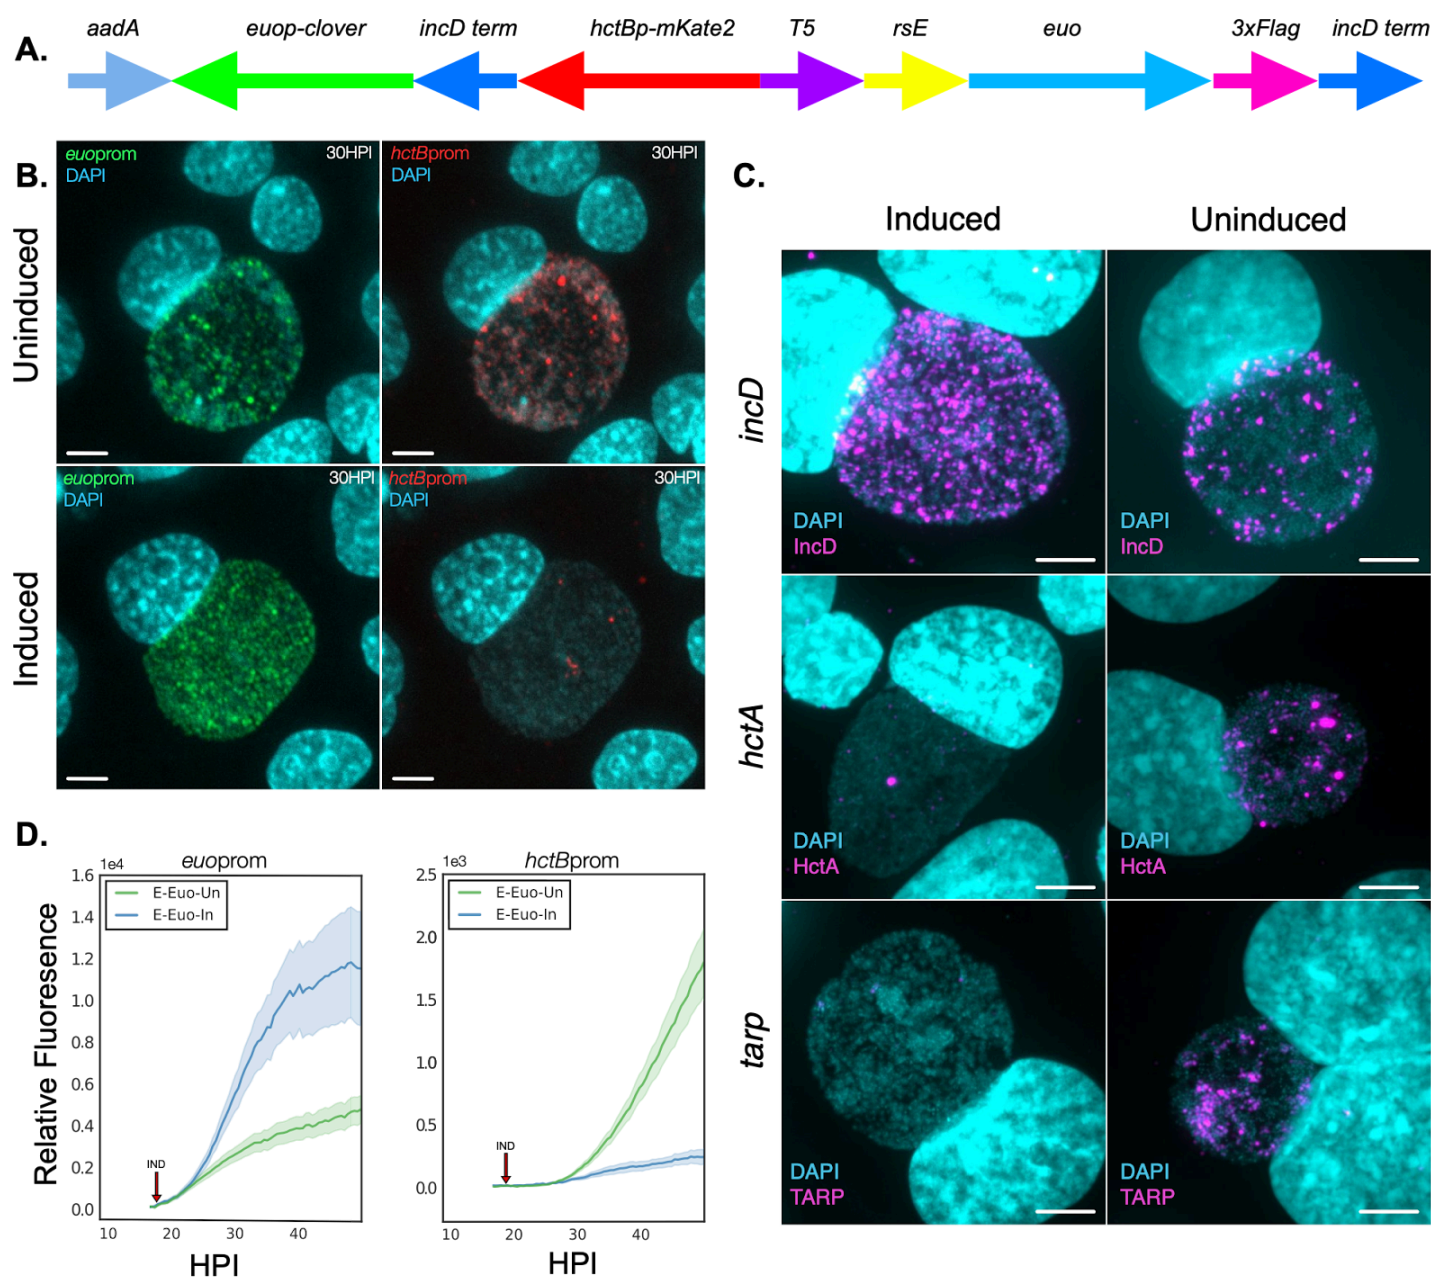 aadA euop-clover incD term hctBp-mKate2 T5 rsE euo 3xFlag incD term
A.
B.
Uninduced
euoprom 30HPI
DAPI
hctBprom 30HPI
DAPI
Induced
euoprom 30HPI
DAPI
hctBprom 30HPI
DAPI
C.
Induced Uninduced
incD
DAPI
IncD
DAPI
IncD
hctA
DAPI
HctA
DAPI
HctA
tarp
DAPI
TARP
DAPI
TARP
D.
Relative Fluoresence
euoprom
1e4
1.6
1.4
1.2
1.0
0.8
0.6
0.4
0.2
0.0
E-Euo-Un
E-Euo-In
IND
10 20 30 40
HPI
hctBprom
1e3
2.5
2.0
1.5
1.0
0.5
0.0
E-Euo-Un
E-Euo-In
IND
10 20 30 40
HPI